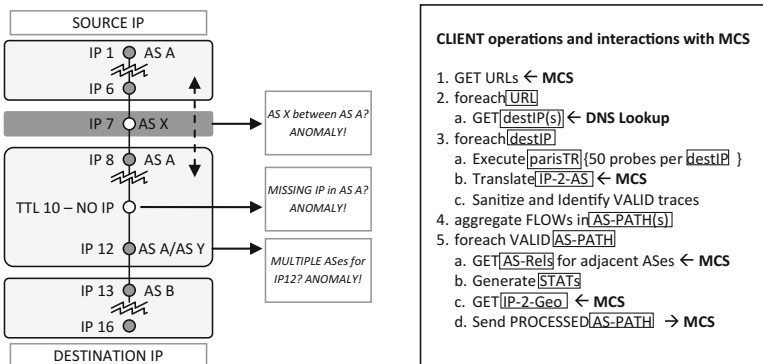 SOURCE IP
IP 1 AS A
IP 6
IP 7 AS X
IP 8 AS A
TTL 10 – NO IP
IP 12 AS A/AS Y
IP 13 AS B
IP 16
DESTINATION IP
AS X between AS A?
ANOMALY!
MISSING IP in AS A?
ANOMALY!
MULTIPLE ASes for
IP12? ANOMALY!
CLIENT operations and interactions with MCS
1. GET URLs ← MCS
2. foreach URL
a. GET destIP(s) ← DNS Lookup
3. foreach destIP
a. Execute parisTR {50 probes per destIP }
b. Translate IP-2-AS ← MCS
c. Sanitize and Identify VALID traces
4. aggregate FLOWs in AS-PATH(s)
5. foreach VALID AS-PATH
a. GET AS-Rels for adjacent ASes ← MCS
b. Generate STATs
c. GET IP-2-Geo ← MCS
d. Send PROCESSED AS-PATH → MCS